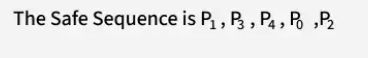 The Safe Sequence is P₁ , P₃ , P₄ , P₀ ,P₂